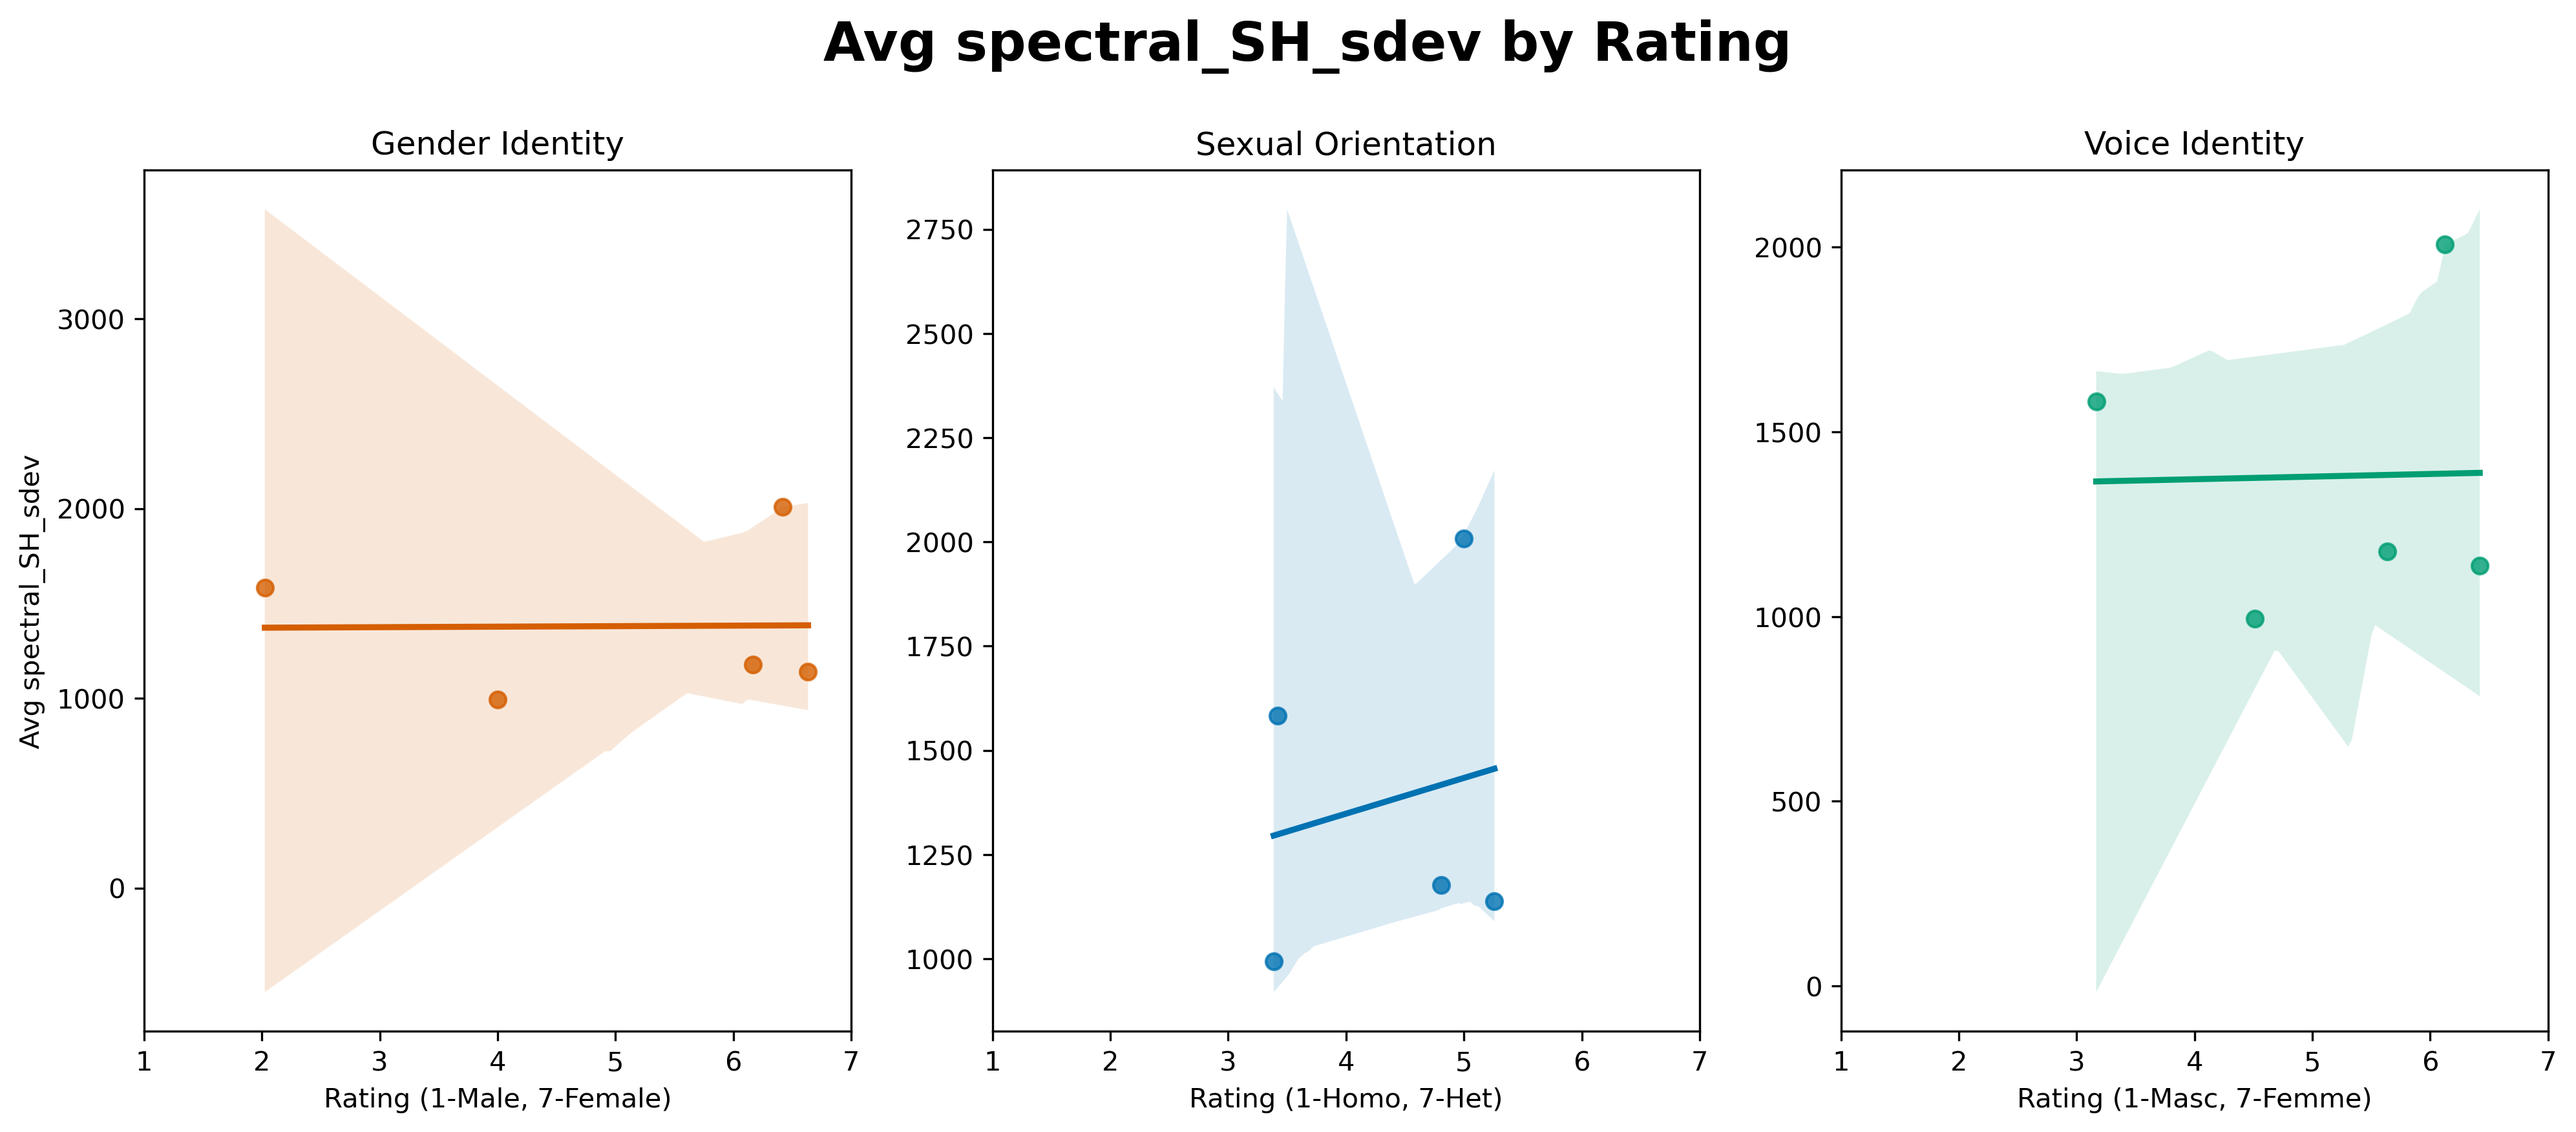 Avg spectral_SH_sdev by Rating
Gender Identity
Avg spectral_SH_sdev
3000
2000
1000
0
1 2 3 4 5 6 7
Rating (1-Male, 7-Female)
Sexual Orientation
2750
2500
2250
2000
1750
1500
1250
1000
1 2 3 4 5 6 7
Rating (1-Homo, 7-Het)
Voice Identity
2000
1500
1000
500
0
1 2 3 4 5 6 7
Rating (1-Masc, 7-Femme)